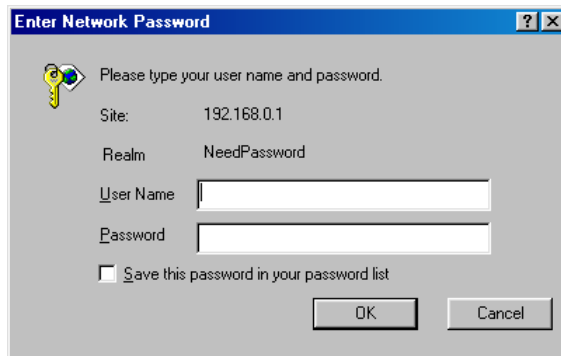 Enter Network Password
Please type your user name and password.
Site: 192.168.0.1
Realm NeedPassword
User Name
Password
Save this password in your password list
OK Cancel